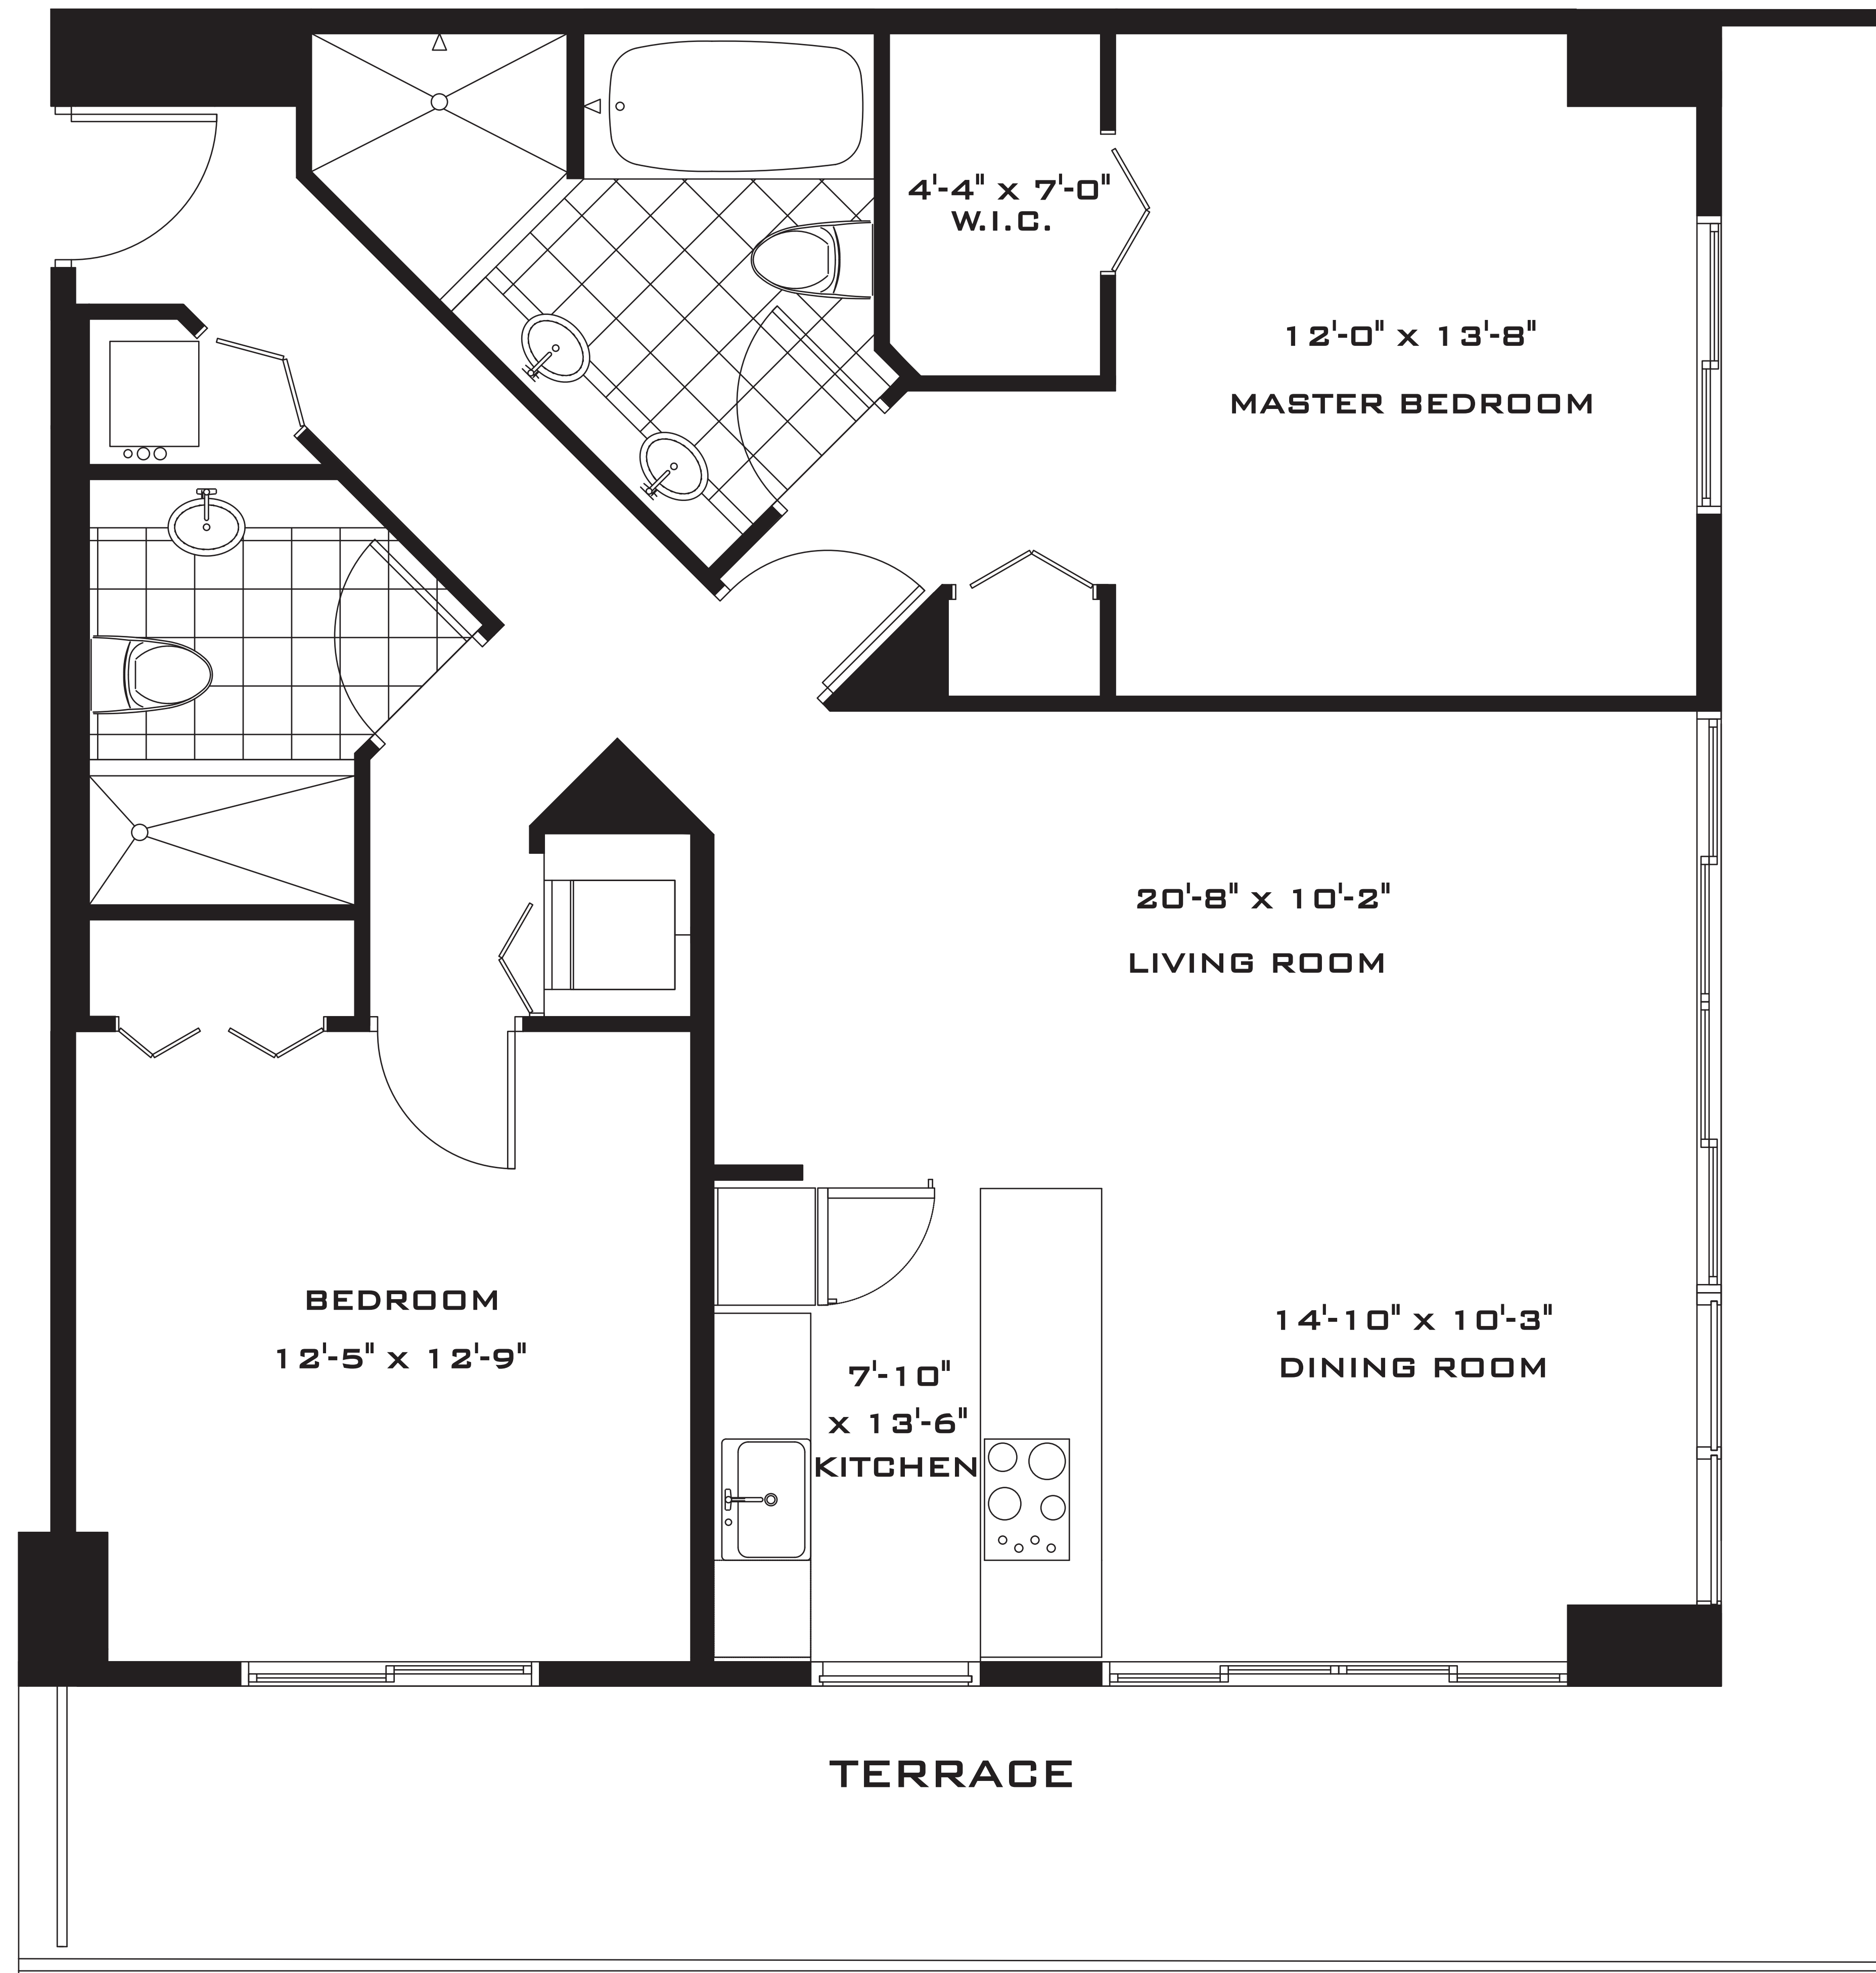 4'-4" x 7'-0"
W.I.C.
12'-0" x 13'-8"
MASTER BEDROOM
20'-8" x 10'-2"
LIVING ROOM
BEDROOM
12'-5" x 12'-9"
7'-10"
x 13'-6"
KITCHEN
14'-10" x 10'-3"
DINING ROOM
TERRACE